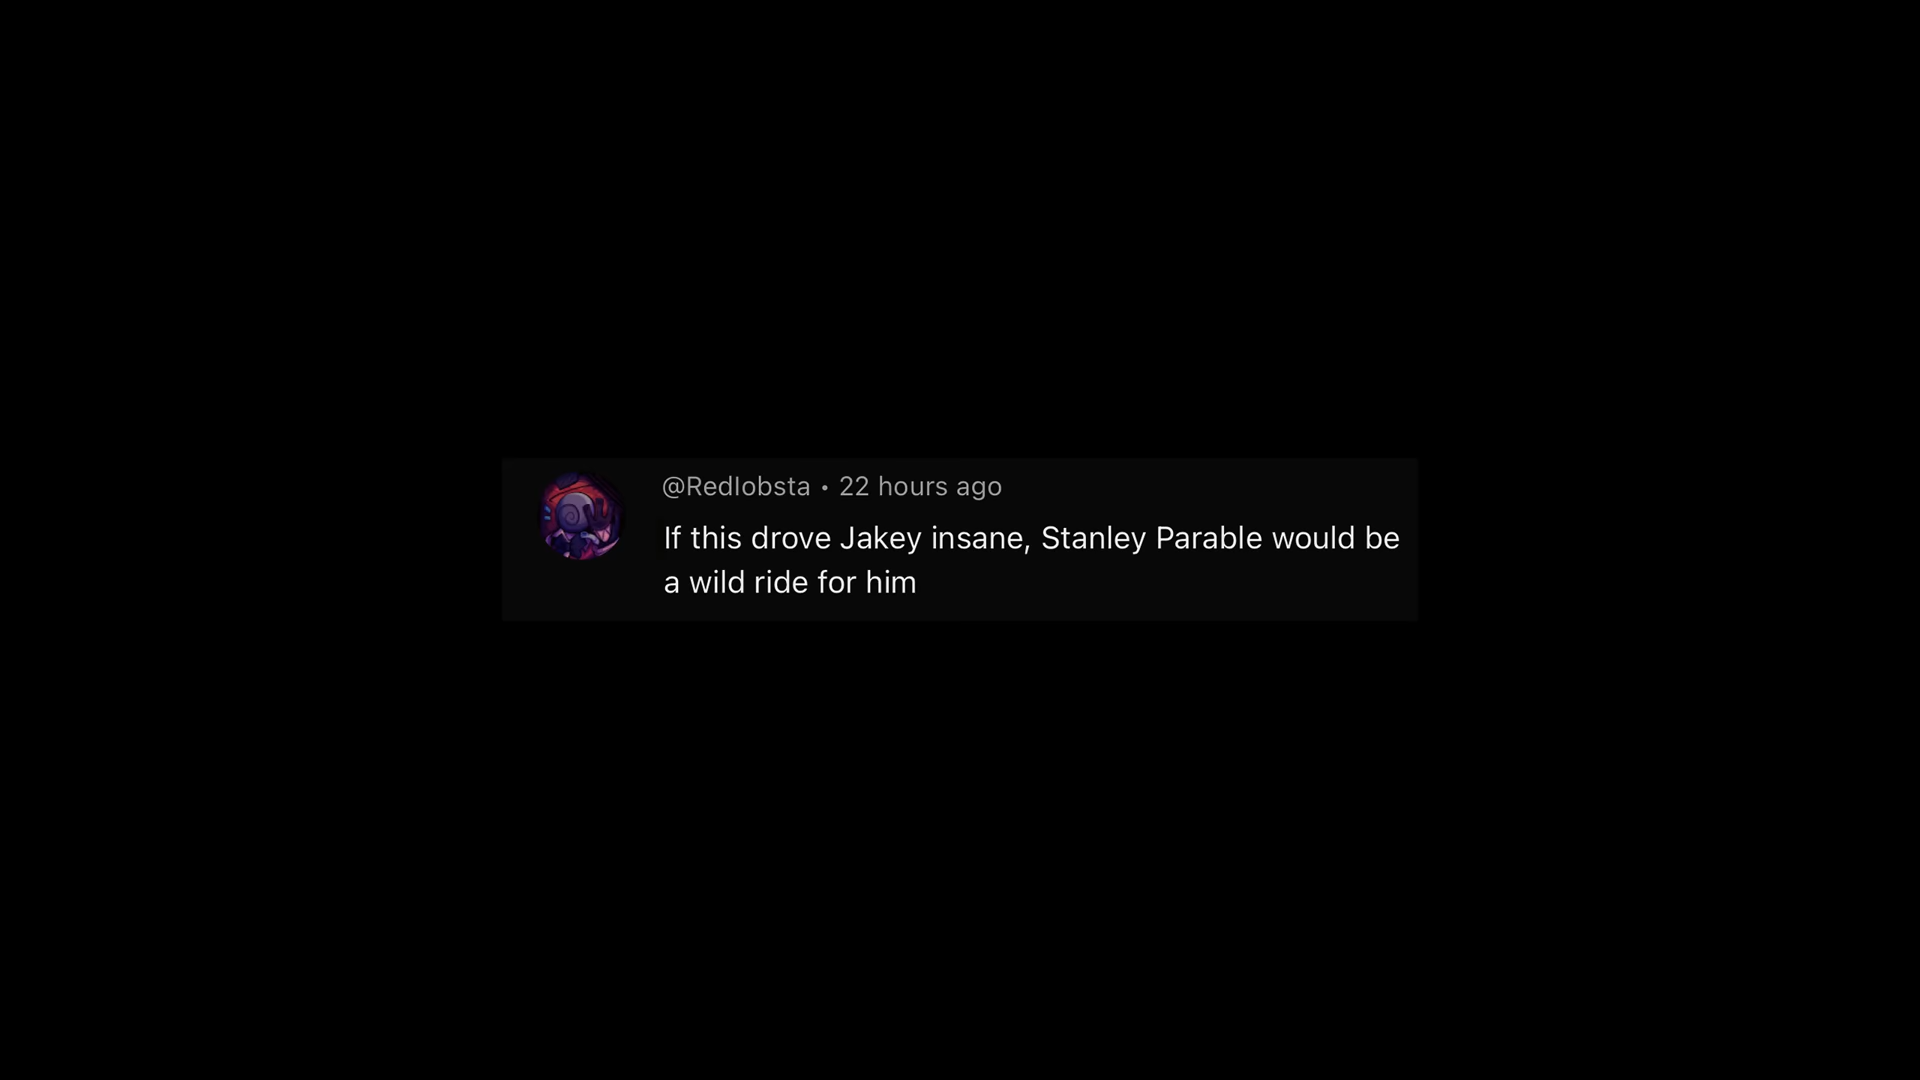 @Redlobsta • 22 hours ago
If this drove Jakey insane, Stanley Parable would be
a wild ride for him